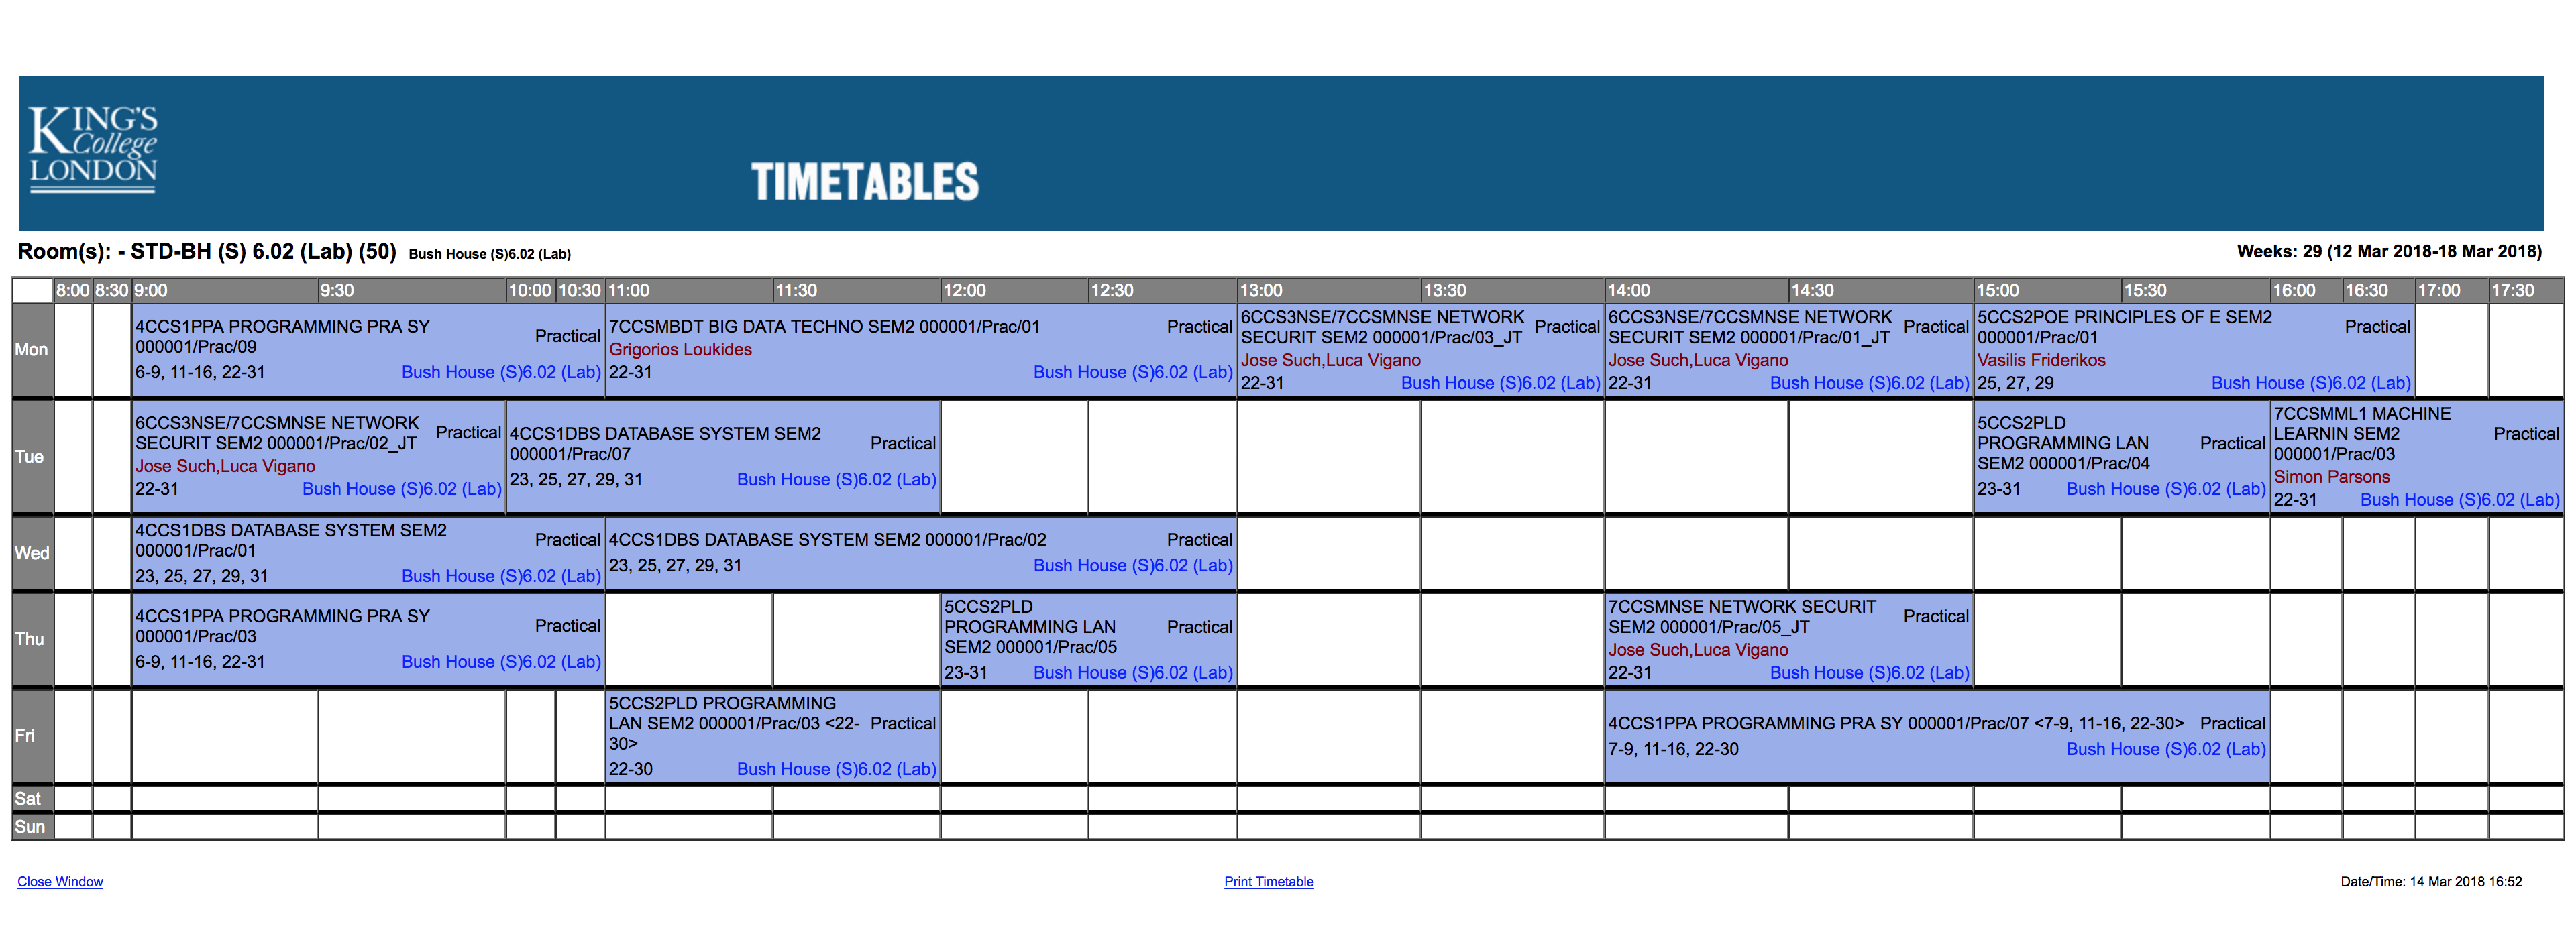 KING'S
College
LONDON
TIMETABLES
Room(s): - STD-BH (S) 6.02 (Lab) (50) Bush House (S)6.02 (Lab)
Weeks: 29 (12 Mar 2018-18 Mar 2018)
8:00 8:30 9:00 9:30 10:00 10:30 11:00 11:30 12:00 12:30 13:00 13:30 14:00 14:30 15:00 15:30 16:00 16:30 17:00 17:30
Mon
4CCS1PPA PROGRAMMING PRA SY
000001/Prac/09
Practical
6-9, 11-16, 22-31 Bush House (S)6.02 (Lab)
7CCSMBDT BIG DATA TECHNO SEM2 000001/Prac/01 Practical
Grigorios Loukides
22-31 Bush House (S)6.02 (Lab)
6CCS3NSE/7CCSMNSE NETWORK
SECURIT SEM2 000001/Prac/03_JT
Practical
Jose Such,Luca Vigano
22-31 Bush House (S)6.02 (Lab)
6CCS3NSE/7CCSMNSE NETWORK
SECURIT SEM2 000001/Prac/01_JT
Practical
Jose Such,Luca Vigano
22-31 Bush House (S)6.02 (Lab)
5CCS2POE PRINCIPLES OF E SEM2
000001/Prac/01
Practical
Vasilis Friderikos
25, 27, 29 Bush House (S)6.02 (Lab)
Tue
6CCS3NSE/7CCSMNSE NETWORK
SECURIT SEM2 000001/Prac/02_JT
Practical
Jose Such,Luca Vigano
22-31 Bush House (S)6.02 (Lab)
4CCS1DBS DATABASE SYSTEM SEM2
000001/Prac/07
Practical
23, 25, 27, 29, 31 Bush House (S)6.02 (Lab)
5CCS2PLD
PROGRAMMING LAN
SEM2 000001/Prac/04
Practical
23-31 Bush House (S)6.02 (Lab)
7CCSMML1 MACHINE
LEARNIN SEM2
000001/Prac/03
Practical
Simon Parsons
22-31 Bush House (S)6.02 (Lab)
Wed
4CCS1DBS DATABASE SYSTEM SEM2
000001/Prac/01
Practical
23, 25, 27, 29, 31 Bush House (S)6.02 (Lab)
4CCS1DBS DATABASE SYSTEM SEM2 000001/Prac/02 Practical
23, 25, 27, 29, 31 Bush House (S)6.02 (Lab)
Thu
4CCS1PPA PROGRAMMING PRA SY
000001/Prac/03
Practical
6-9, 11-16, 22-31 Bush House (S)6.02 (Lab)
5CCS2PLD
PROGRAMMING LAN
SEM2 000001/Prac/05
Practical
23-31 Bush House (S)6.02 (Lab)
7CCSMNSE NETWORK SECURIT
SEM2 000001/Prac/05_JT
Practical
Jose Such,Luca Vigano
22-31 Bush House (S)6.02 (Lab)
Fri
5CCS2PLD PROGRAMMING
LAN SEM2 000001/Prac/03 <22-
30>
Practical
22-30 Bush House (S)6.02 (Lab)
4CCS1PPA PROGRAMMING PRA SY 000001/Prac/07 <7-9, 11-16, 22-30> Practical
7-9, 11-16, 22-30 Bush House (S)6.02 (Lab)
Sat
Sun
Close Window
Print Timetable
Date/Time: 14 Mar 2018 16:52